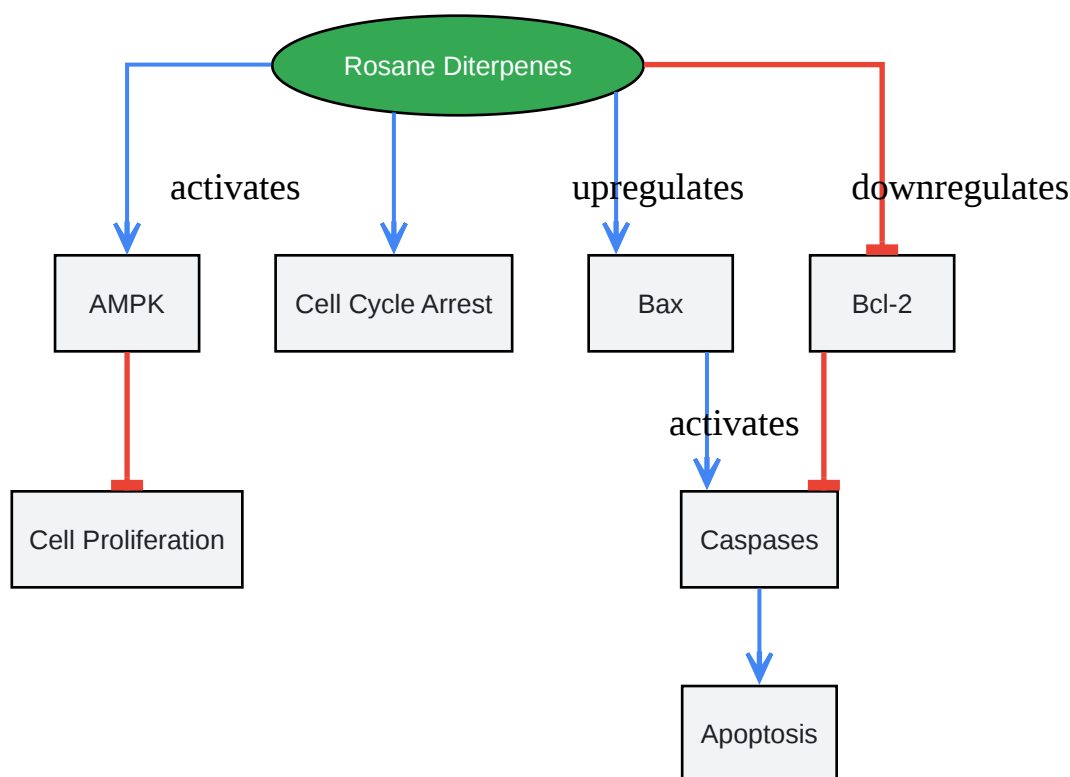 Rosane Diterpenes
activates
upregulates
downregulates
AMPK
Cell Cycle Arrest
Bax
Bcl-2
activates
Cell Proliferation
Caspases
Apoptosis